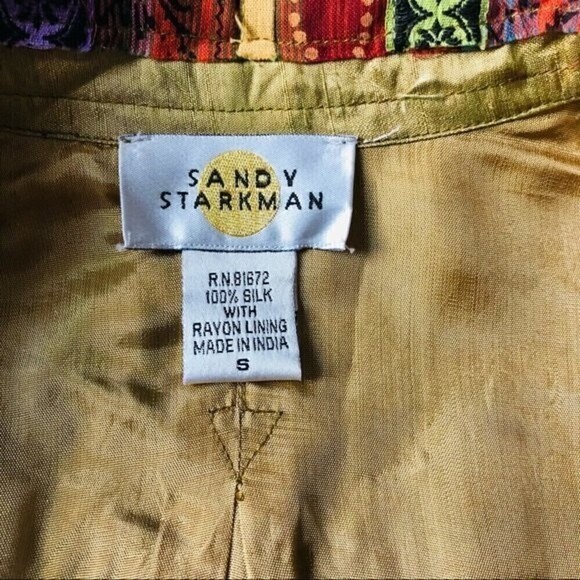 SANDY
STARKMAN
R.N.81672
100% SILK
WITH
RAYON LINING
MADE IN INDIA
S